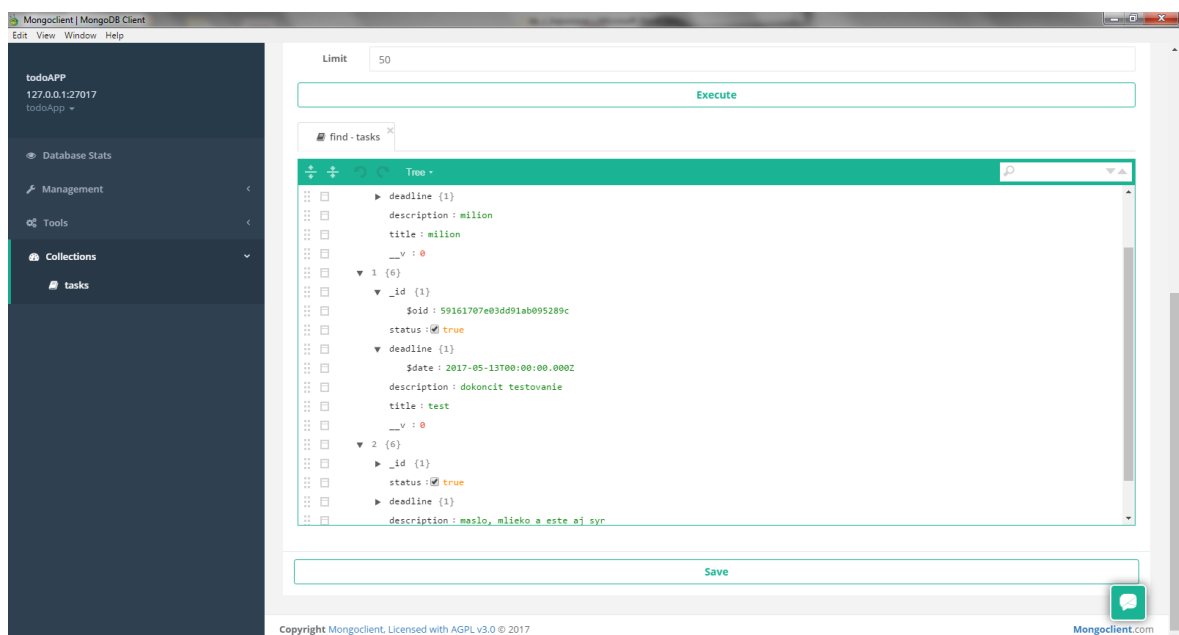 Mongoclient | MongoDB Client
Edit View Window Help
todoAPP
127.0.0.1:27017
todoApp
Database Stats
Management
Tools
Collections
tasks
Limit 50
Execute
find - tasks
Tree
deadline {1}
description : milion
title : milion
__v : 0
1 {6}
_id {1}
$oid : 59161707e03dd91ab095289c
status : true
deadline {1}
$date : 2017-05-13T00:00:00.000Z
description : dokoncit testovanie
title : test
__v : 0
2 {6}
_id {1}
status : true
deadline {1}
description : maslo, mlieko a este aj syr
Save
Copyright Mongoclient, Licensed with AGPL v3.0 © 2017
Mongoclient.com